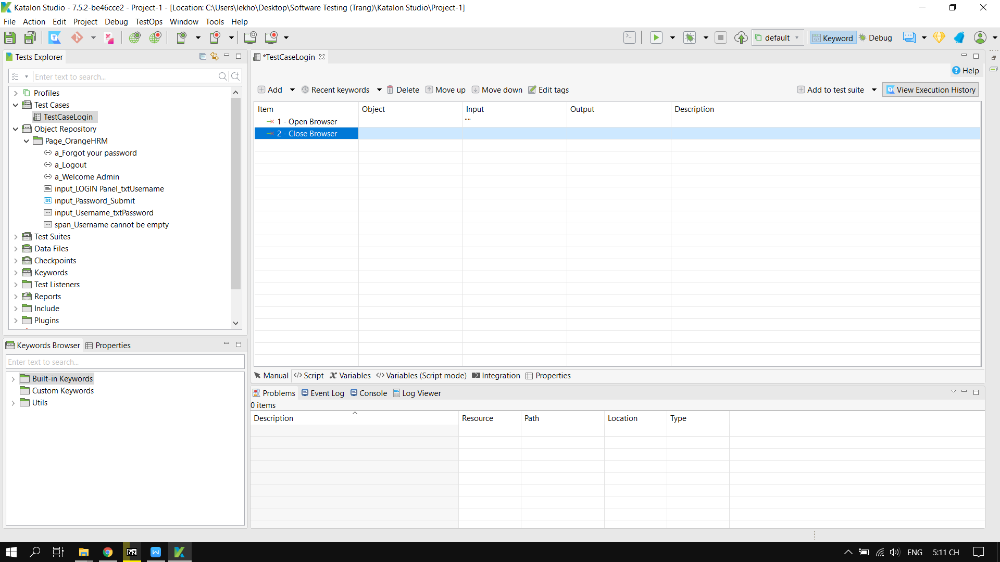 Katalon Studio - 7.5.2-be46cce2 - Project-1 - [Location: C:\Users\lekho\Desktop\Software Testing (Trang)\Katalon Studio\Project-1]
File Action Edit Project Debug TestOps Window Tools Help
default Keyword Debug
Tests Explorer
Enter text to search...
Profiles
Test Cases
TestCaseLogin
Object Repository
Page_OrangeHRM
a_Forgot your password
a_Logout
a_Welcome Admin
input_LOGIN Panel_txtUsername
bt input_Password_Submit
input_Username_txtPassword
span_Username cannot be empty
Test Suites
Data Files
Checkpoints
Keywords
Test Listeners
Reports
Include
Plugins
Keywords Browser Properties
Enter text to search...
Built-in Keywords
Custom Keywords
Utils
*TestCaseLogin
Help
Add Recent keywords Delete Move up Move down Edit tags Add to test suite View Execution History
Item Object Input Output Description
1 - Open Browser ""
2 - Close Browser
Manual Script Variables Variables (Script mode) Integration Properties
Problems Event Log Console Log Viewer
0 items
Description Resource Path Location Type
ENG 5:11 CH